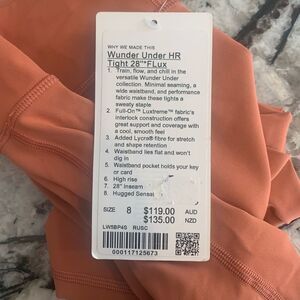 WHY WE MADE THIS
Wunder Under HR
Tight 28"*FLux
1. Train, flow, and chill in the
versatile Wunder Under
collection. Minimal seaming, a
wide waistband, and performance
fabric make these tights a
sweaty staple
2. Full-On™ Luxtreme™ fabric's
interlock construction offers
great support and coverage with
a cool, smooth feel
3. Added Lycra® fibre for stretch
and shape retention
4. Waistband lies flat and won't
dig in
5. Waistband pocket holds your key
or card
6. High rise
7. 28" Inseam
8. Hugged Sensat
SIZE 8 $119.00 AUD
$135.00 NZD
LW5BP4S RUSC
000117125673